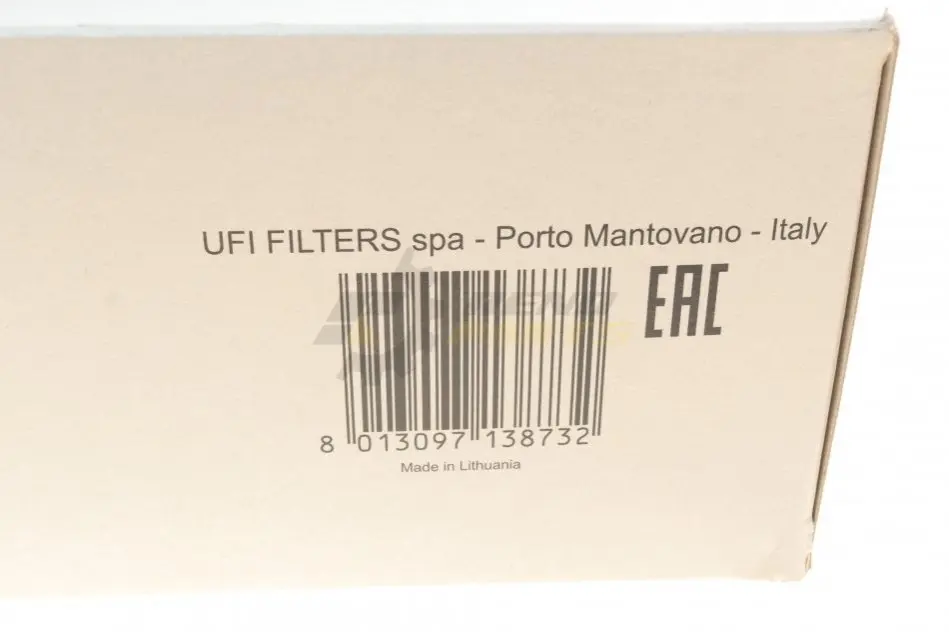 UFI FILTERS spa - Porto Mantovano - Italy
EAC
8 013097 138732
Made in Lithuania